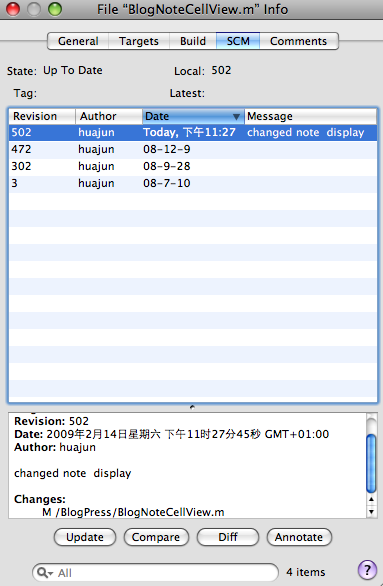 File “BlogNoteCellView.m” Info
General Targets Build SCM Comments
State: Up To Date Local: 502
Tag: Latest:
Revision Author Date Message
502 huajun Today, 下午11:27 changed note display
472 huajun 08-12-9
302 huajun 08-9-28
3 huajun 08-7-10
Revision: 502
Date: 2009年2月14日星期六 下午11时27分45秒 GMT+01:00
Author: huajun
changed note display
Changes:
M /BlogPress/BlogNoteCellView.m
Update Compare Diff Annotate
All 4 items ?